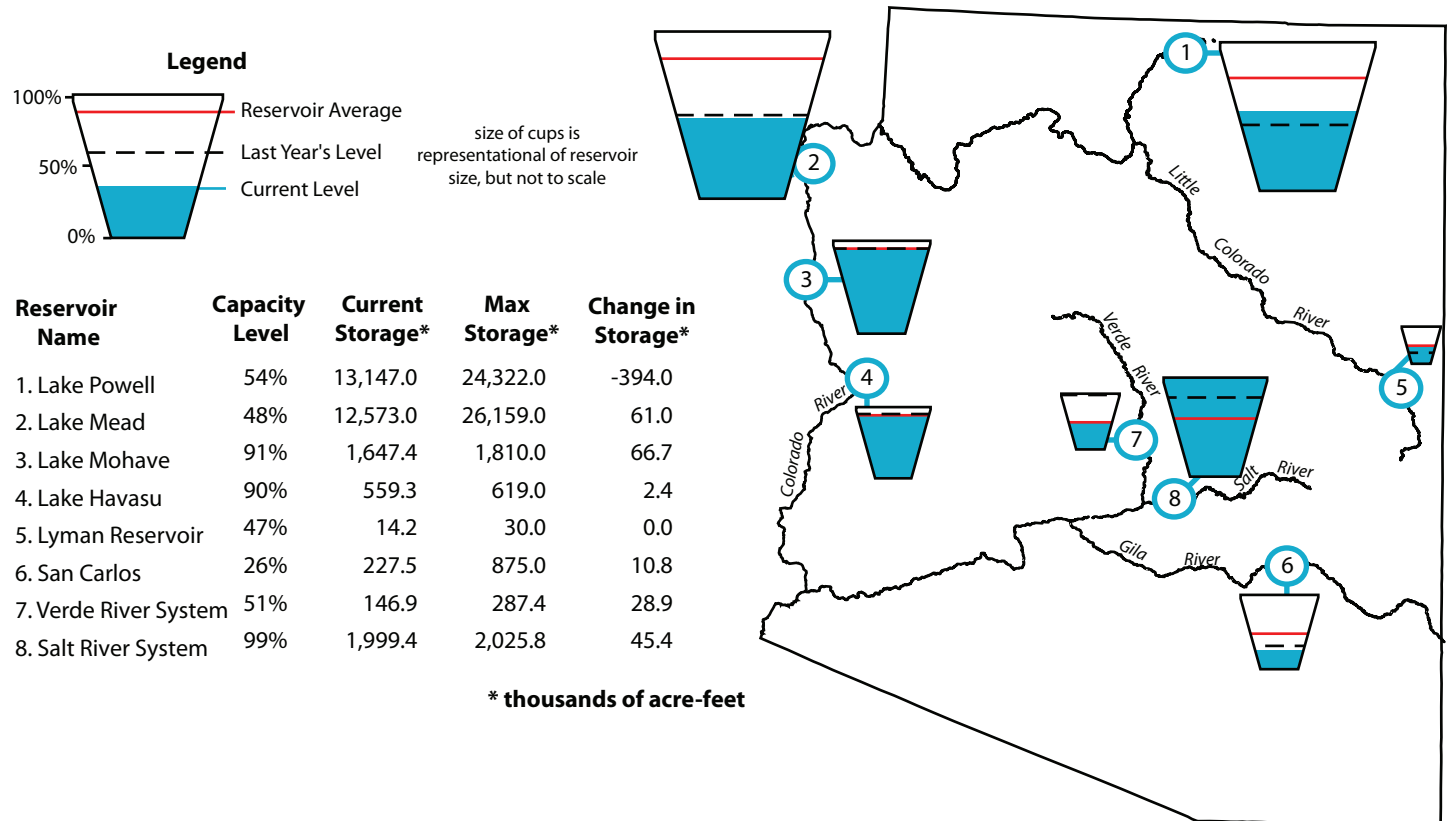 Legend
100%
50%
0%
Reservoir Average
Last Year's Level
Current Level
size of cups is
representational of reservoir
size, but not to scale
Reservoir Name Capacity Level Current Storage* Max Storage* Change in Storage*
1. Lake Powell 54% 13,147.0 24,322.0 -394.0
2. Lake Mead 48% 12,573.0 26,159.0 61.0
3. Lake Mohave 91% 1,647.4 1,810.0 66.7
4. Lake Havasu 90% 559.3 619.0 2.4
5. Lyman Reservoir 47% 14.2 30.0 0.0
6. San Carlos 26% 227.5 875.0 10.8
7. Verde River System 51% 146.9 287.4 28.9
8. Salt River System 99% 1,999.4 2,025.8 45.4
* thousands of acre-feet
1
2
3
4
5
6
7
8
Little Colorado River
Colorado River
Verde River
Salt River
Gila River